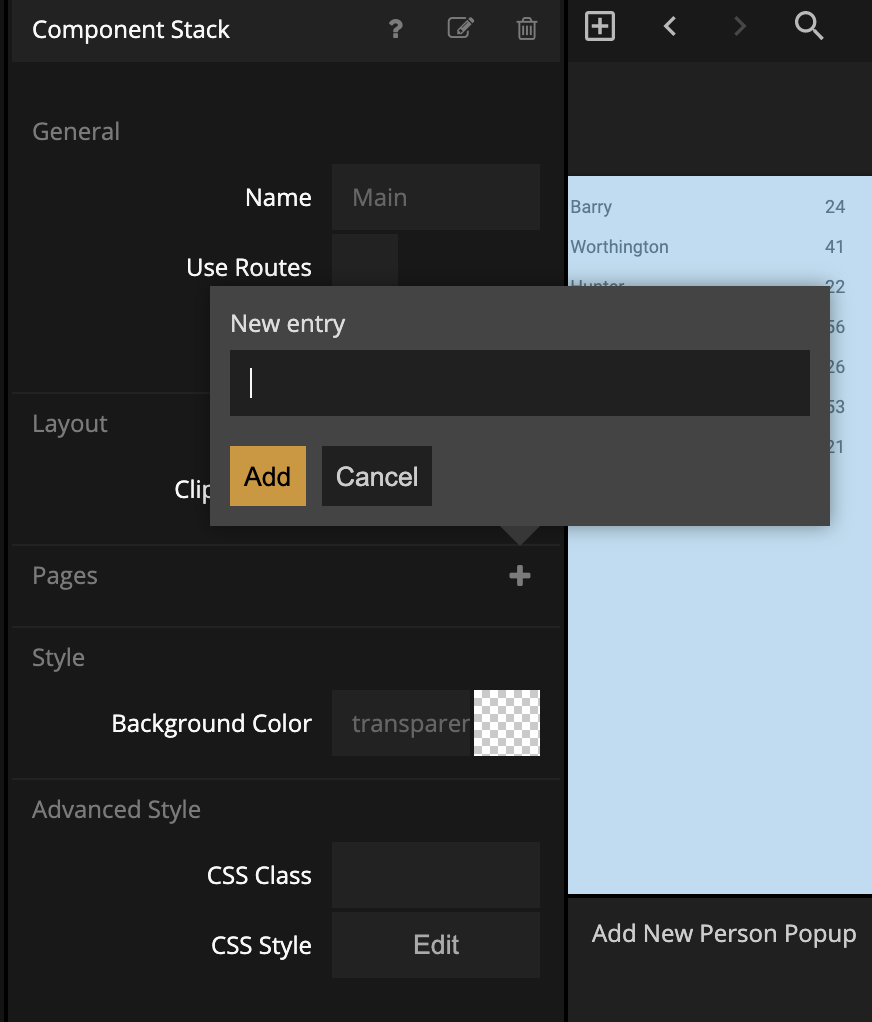 Component Stack ?
General
Name Main
Use Routes
New entry
Add Cancel
Layout
Clip
Pages
Style
Background Color transparer
Advanced Style
CSS Class
CSS Style Edit
Barry 24
Worthington 41
Hunter 22
56
26
53
21
Add New Person Popup